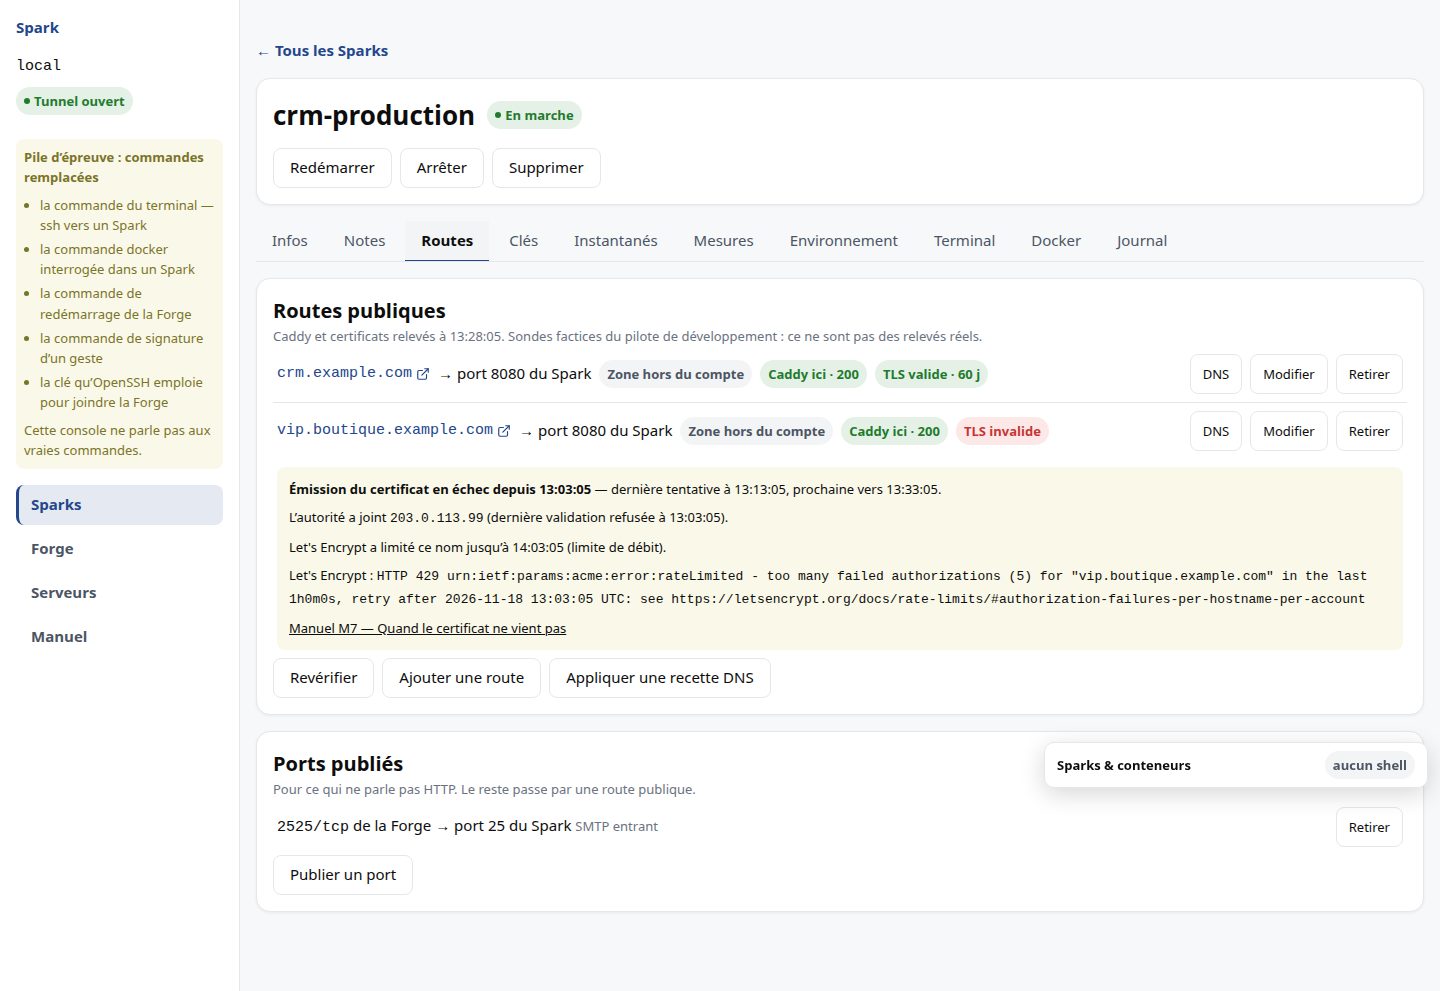 Spark
local
Tunnel ouvert
Pile d’épreuve : commandes
remplacées
la commande du terminal —
ssh vers un Spark
la commande docker
interrogée dans un Spark
la commande de
redémarrage de la Forge
la commande de signature
d’un geste
la clé qu’OpenSSH emploie
pour joindre la Forge
Cette console ne parle pas aux
vraies commandes.
Sparks
Forge
Serveurs
Manuel
← Tous les Sparks
crm-production En marche
Redémarrer Arrêter Supprimer
Infos Notes Routes Clés Instantanés Mesures Environnement Terminal Docker Journal
Routes publiques
Caddy et certificats relevés à 13:28:05. Sondes factices du pilote de développement : ce ne sont pas des relevés réels.
crm.example.com → port 8080 du Spark Zone hors du compte Caddy ici · 200 TLS valide · 60 j DNS Modifier Retirer
vip.boutique.example.com → port 8080 du Spark Zone hors du compte Caddy ici · 200 TLS invalide DNS Modifier Retirer
Émission du certificat en échec depuis 13:03:05 — dernière tentative à 13:13:05, prochaine vers 13:33:05.
L’autorité a joint 203.0.113.99 (dernière validation refusée à 13:03:05).
Let's Encrypt a limité ce nom jusqu’à 14:03:05 (limite de débit).
Let's Encrypt : HTTP 429 urn:ietf:params:acme:error:rateLimited - too many failed authorizations (5) for "vip.boutique.example.com" in the last
1h0m0s, retry after 2026-11-18 13:03:05 UTC: see https://letsencrypt.org/docs/rate-limits/#authorization-failures-per-hostname-per-account
Manuel M7 — Quand le certificat ne vient pas
Revérifier Ajouter une route Appliquer une recette DNS
Ports publiés
Pour ce qui ne parle pas HTTP. Le reste passe par une route publique.
Sparks & conteneurs aucun shell
2525/tcp de la Forge → port 25 du Spark SMTP entrant Retirer
Publier un port